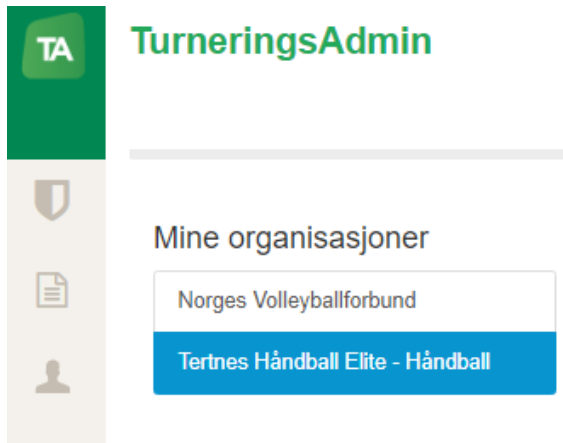 TA
TurneringsAdmin
Mine organisasjoner
Norges Volleyballforbund
Tertnes Håndball Elite - Håndball